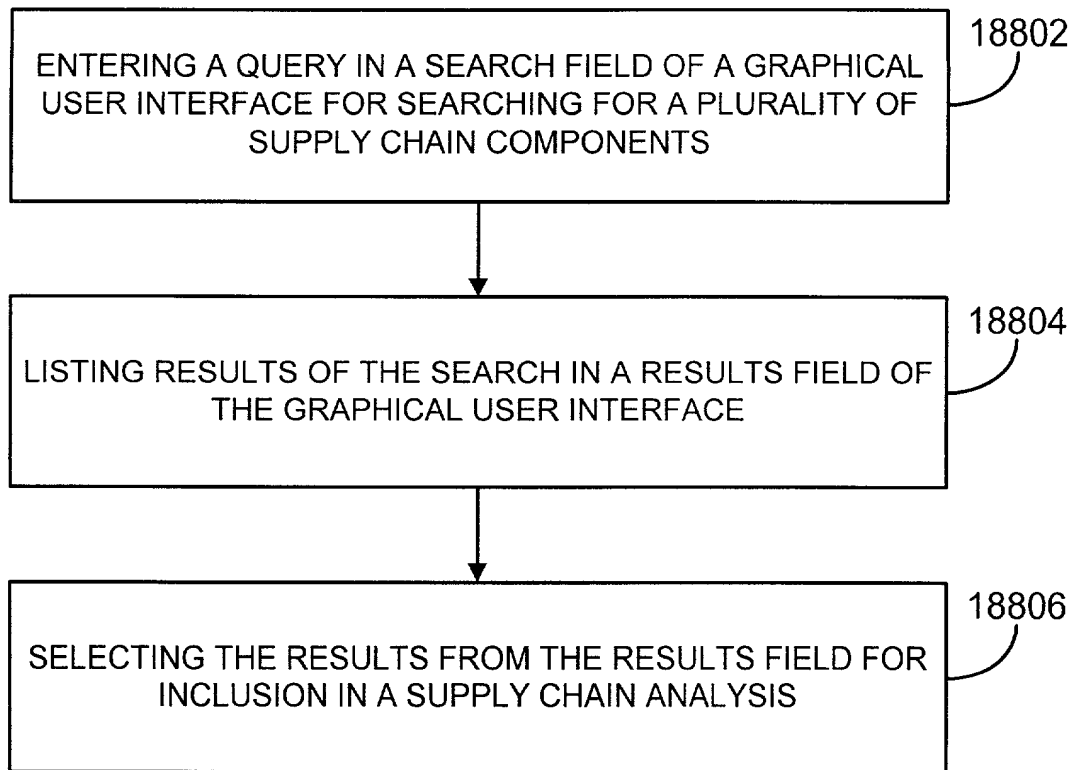 18802
ENTERING A QUERY IN A SEARCH FIELD OF A GRAPHICAL
USER INTERFACE FOR SEARCHING FOR A PLURALITY OF
SUPPLY CHAIN COMPONENTS
18804
LISTING RESULTS OF THE SEARCH IN A RESULTS FIELD OF
THE GRAPHICAL USER INTERFACE
18806
SELECTING THE RESULTS FROM THE RESULTS FIELD FOR
INCLUSION IN A SUPPLY CHAIN ANALYSIS